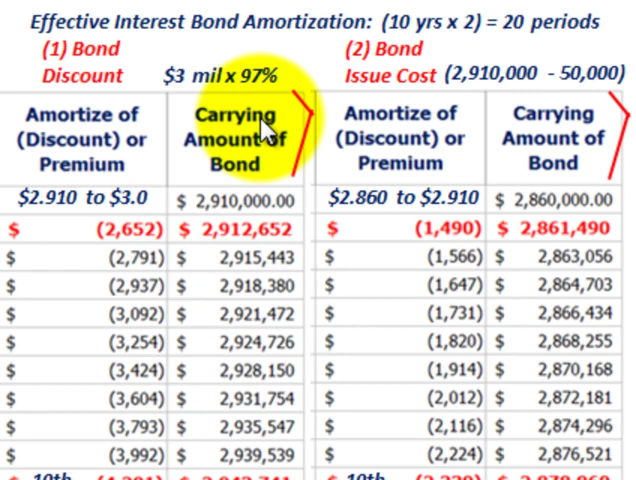 Effective Interest Bond Amortization: (10 yrs x 2) = 20 periods
(1) Bond Discount $3 mil x 97% (2) Bond Issue Cost (2,910,000 - 50,000)
Amortize of (Discount) or Premium Carrying Amount of Bond Amortize of (Discount) or Premium Carrying Amount of Bond
$2.910 to $3.0 $ 2,910,000.00 $2.860 to $2.910 $ 2,860,000.00
$ (2,652) $ 2,912,652 $ (1,490) $ 2,861,490
$ (2,791) $ 2,915,443 $ (1,566) $ 2,863,056
$ (2,937) $ 2,918,380 $ (1,647) $ 2,864,703
$ (3,092) $ 2,921,472 $ (1,731) $ 2,866,434
$ (3,254) $ 2,924,726 $ (1,820) $ 2,868,255
$ (3,424) $ 2,928,150 $ (1,914) $ 2,870,168
$ (3,604) $ 2,931,754 $ (2,012) $ 2,872,181
$ (3,793) $ 2,935,547 $ (2,116) $ 2,874,296
$ (3,992) $ 2,939,539 $ (2,224) $ 2,876,521
10th 10th